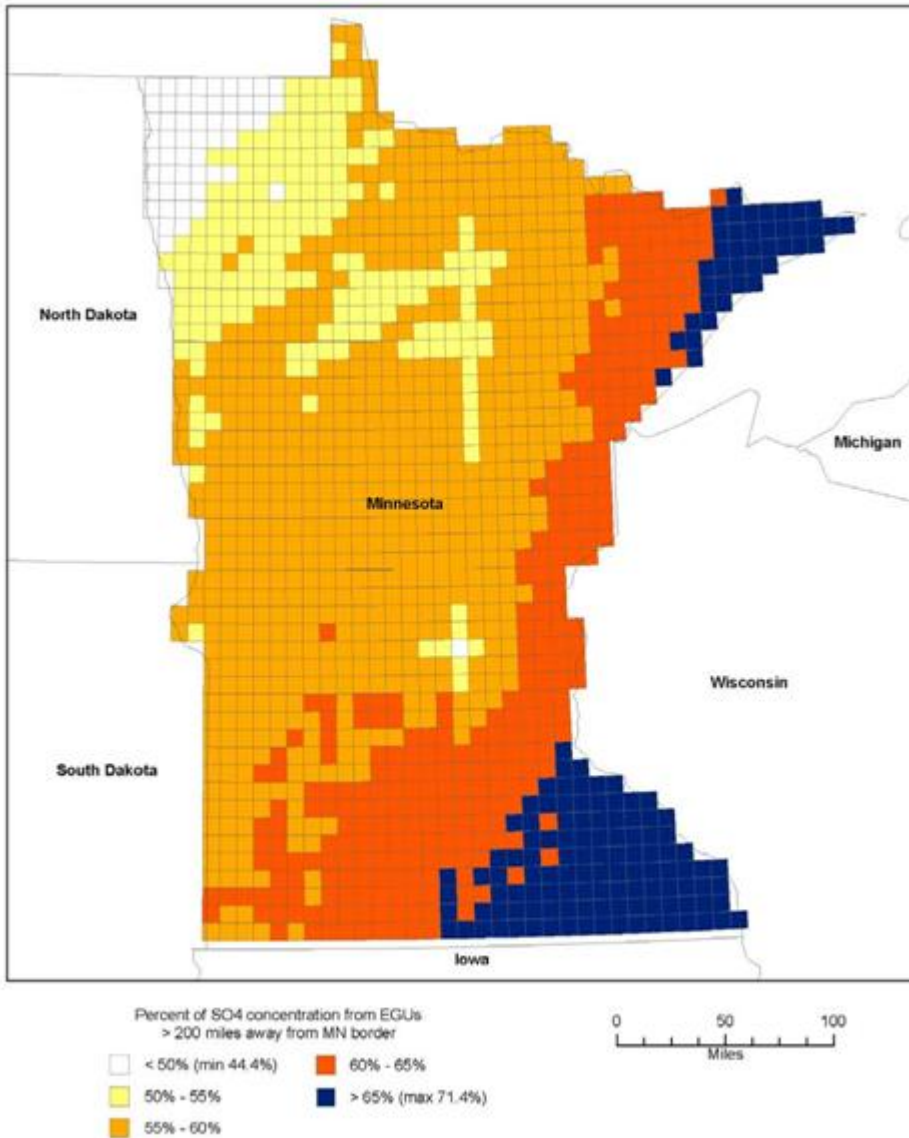 North Dakota
Michigan
Minnesota
Wisconsin
South Dakota
Iowa
Percent of SO4 concentration from EGUs
> 200 miles away from MN border
< 50% (min 44.4%)
50% - 55%
55% - 60%
60% - 65%
> 65% (max 71.4%)
0 50 100
Miles